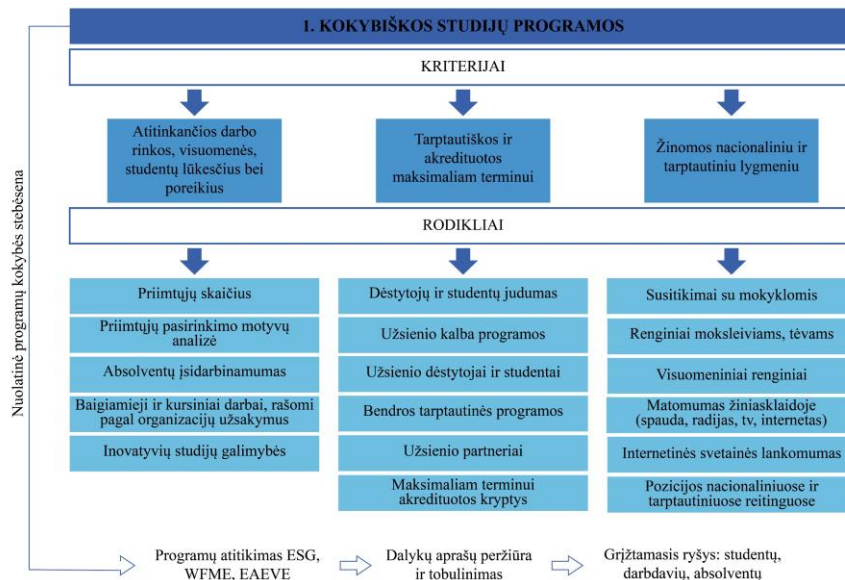 1. KOKYBIŠKOS STUDIJŲ PROGRAMOS
KRITERIJAI
Atitinkančios darbo
rinkos, visuomenės,
studentų lūkesčius bei
poreikius
Tarptautiškos ir
akredituotos
maksimaliam terminui
Žinomos nacionaliniu ir
tarptautiniu lygmeniu
RODIKLIAI
Priimtųjų skaičius
Priimtųjų pasirinkimo motyvų
analizė
Absolventų įsidarbinamumas
Baigiamieji ir kursiniai darbai, rašomi
pagal organizacijų užsakymus
Inovatyvių studijų galimybės
Dėstytojų ir studentų judumas
Užsienio kalba programos
Užsienio dėstytojai ir studentai
Bendros tarptautinės programos
Užsienio partneriai
Maksimaliam terminui
akredituotos kryptys
Susitikimai su mokyklomis
Renginiai moksleiviams, tėvams
Visuomeniniai renginiai
Matomumas žiniasklaidoje
(spauda, radijas, tv, internetas)
Internetinės svetainės lankomumas
Pozicijos nacionaliniuose ir
tarptautiniuose reitinguose
Nuolatinė programų kokybės stebėsena
Programų atitikimas ESG,
WFME, EAEVE
Dalykų aprašų peržiūra
ir tobulinimas
Grįžtamasis ryšys: studentų,
darbdavių, absolventų